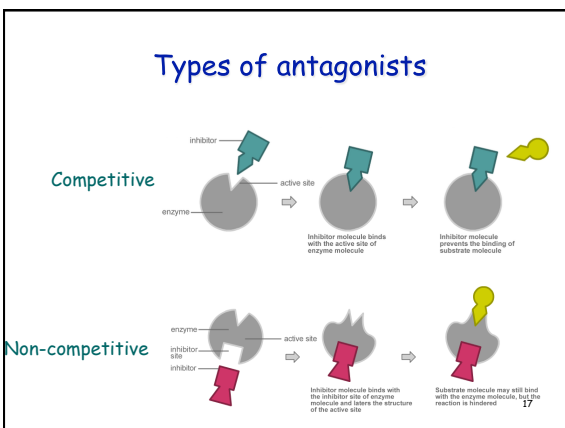 Types of antagonists
Competitive
inhibitor
active site
enzyme
Inhibitor molecule binds
with the active site of
enzyme molecule
Inhibitor molecule
prevents the binding of
substrate molecule
Non-competitive
enzyme
inhibitor
site
inhibitor
active site
Inhibitor molecule binds with
the inhibitor site of enzyme
molecule and laters the structure
of the active site
Substrate molecule may still bind
with the enzyme molecule, but the
reaction is hindered
17